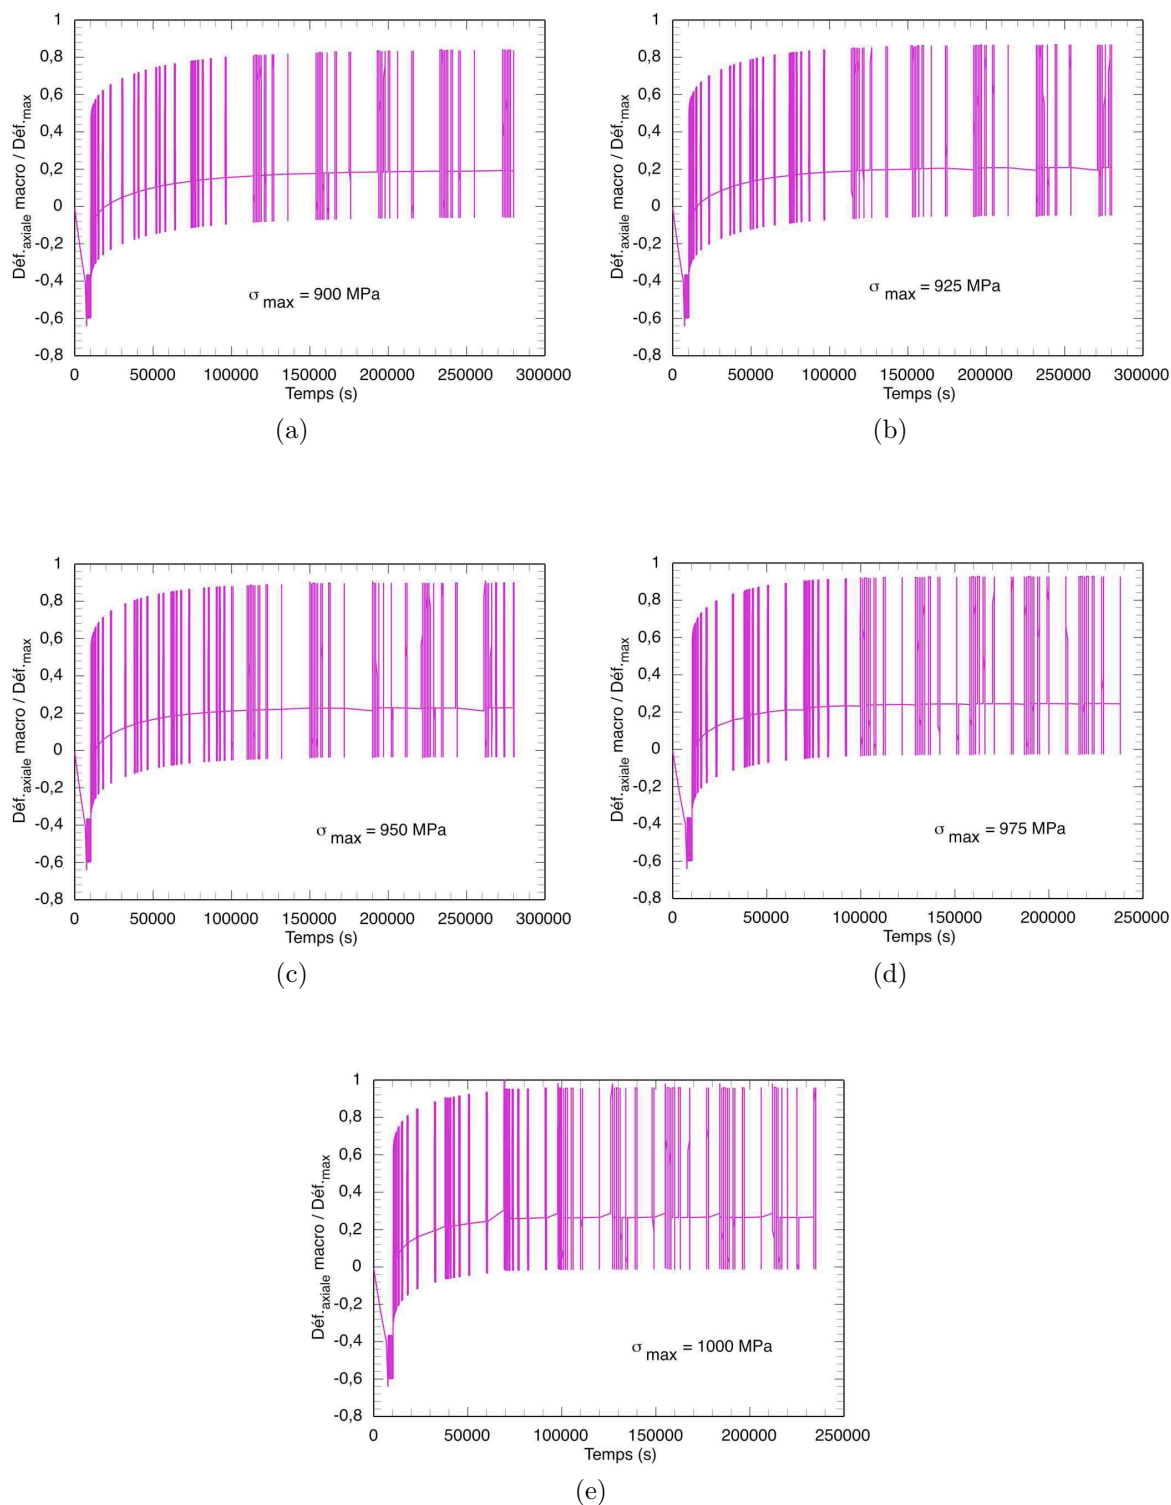 1
0,8
0,6
0,4
0,2
0
-0,2
-0,4
-0,6
-0,8
Déf.axiale macro / Déf.max
σ max = 900 MPa
0 50000 100000 150000 200000 250000 300000
Temps (s)
(a)
1
0,8
0,6
0,4
0,2
0
-0,2
-0,4
-0,6
-0,8
Déf.axiale macro / Déf.max
σ max = 925 MPa
0 50000 100000 150000 200000 250000 300000
Temps (s)
(b)
1
0,8
0,6
0,4
0,2
0
-0,2
-0,4
-0,6
-0,8
Déf.axiale macro / Déf.max
σ max = 950 MPa
0 50000 100000 150000 200000 250000 300000
Temps (s)
(c)
1
0,8
0,6
0,4
0,2
0
-0,2
-0,4
-0,6
-0,8
Déf.axiale macro / Déf.max
σ max = 975 MPa
0 50000 100000 150000 200000 250000
Temps (s)
(d)
1
0,8
0,6
0,4
0,2
0
-0,2
-0,4
-0,6
-0,8
Déf.axiale macro / Déf.max
σ max = 1000 MPa
0 50000 100000 150000 200000 250000
Temps (s)
(e)